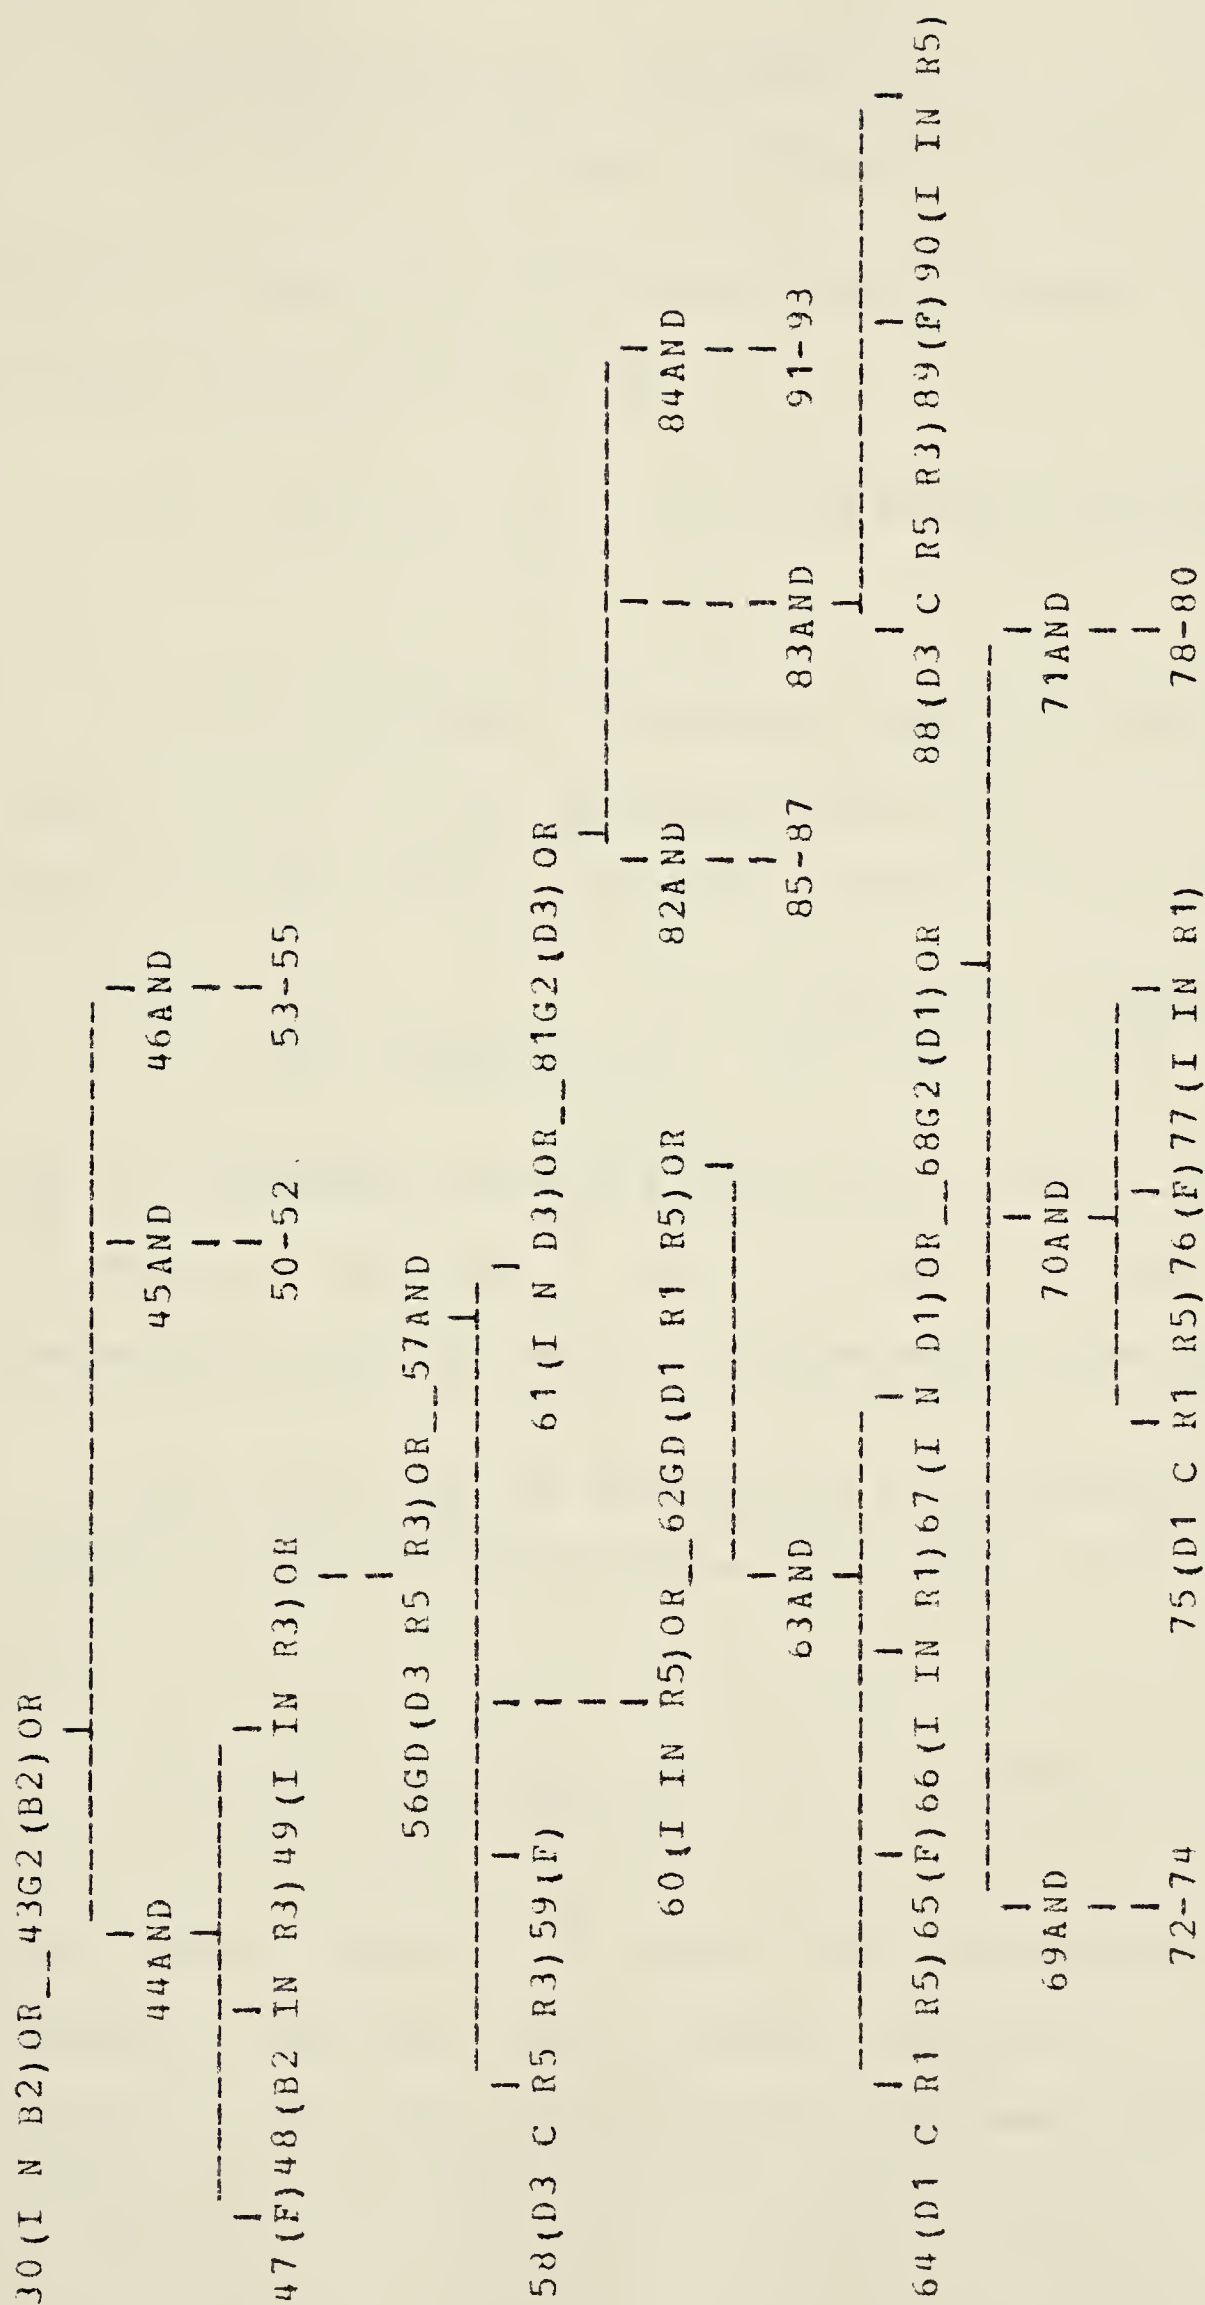 30(I N B2)OR__43G2(B2)OR
44AND 45AND 46AND
47(F)48(B2 IN R3)49(I IN R3)OR 50-52 53-55
56GD(D3 R5 R3)OR__57AND
58(D3 C R5 R3)59(F) 61(I N D3)OR__81G2(D3)OR
60(I IN R5)OR__62GD(D1 R1 R5)OR 82AND 84AND
63AND 85-87 83AND 91-93
64(D1 C R1 R5)65(F)66(I IN R1)67(I N D1)OR__68G2(D1)OR 88(D3 C R5 R3)89(F)90(I IN R5)
69AND 70AND 71AND
72-74 75(D1 C R1 R5)76(F)77(I IN R1) 78-80